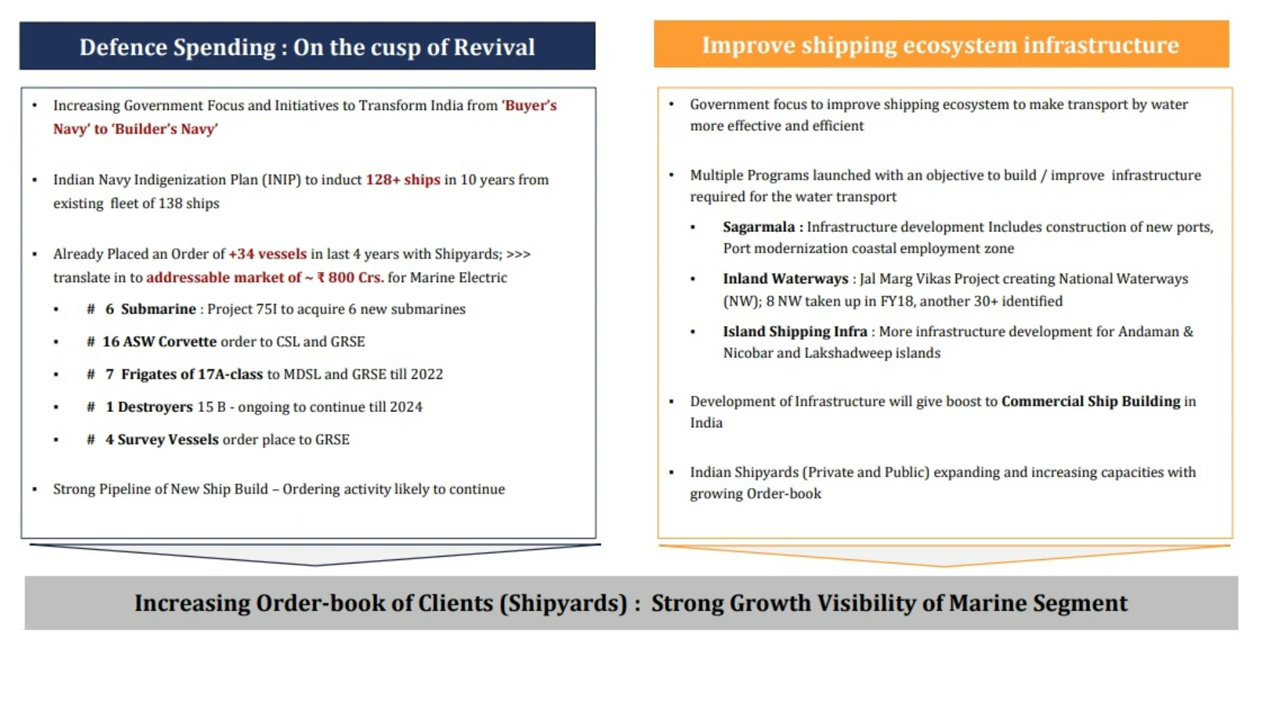 Defence Spending : On the cusp of Revival
• Increasing Government Focus and Initiatives to Transform India from ‘Buyer’s
Navy’ to ‘Builder’s Navy’
▪ Indian Navy Indigenization Plan (INIP) to induct 128+ ships in 10 years from
existing fleet of 138 ships
▪ Already Placed an Order of +34 vessels in last 4 years with Shipyards; >>>
translate in to addressable market of ~ ₹ 800 Crs. for Marine Electric
▪ # 6 Submarine : Project 75I to acquire 6 new submarines
▪ # 16 ASW Corvette order to CSL and GRSE
▪ # 7 Frigates of 17A-class to MDSL and GRSE till 2022
▪ # 1 Destroyers 15 B - ongoing to continue till 2024
▪ # 4 Survey Vessels order place to GRSE
▪ Strong Pipeline of New Ship Build – Ordering activity likely to continue
Improve shipping ecosystem infrastructure
• Government focus to improve shipping ecosystem to make transport by water
more effective and efficient
• Multiple Programs launched with an objective to build / improve infrastructure
required for the water transport
▪ Sagarmala : Infrastructure development Includes construction of new ports,
Port modernization coastal employment zone
▪ Inland Waterways : Jal Marg Vikas Project creating National Waterways
(NW); 8 NW taken up in FY18, another 30+ identified
▪ Island Shipping Infra : More infrastructure development for Andaman &
Nicobar and Lakshadweep islands
• Development of Infrastructure will give boost to Commercial Ship Building in
India
• Indian Shipyards (Private and Public) expanding and increasing capacities with
growing Order-book
Increasing Order-book of Clients (Shipyards) : Strong Growth Visibility of Marine Segment